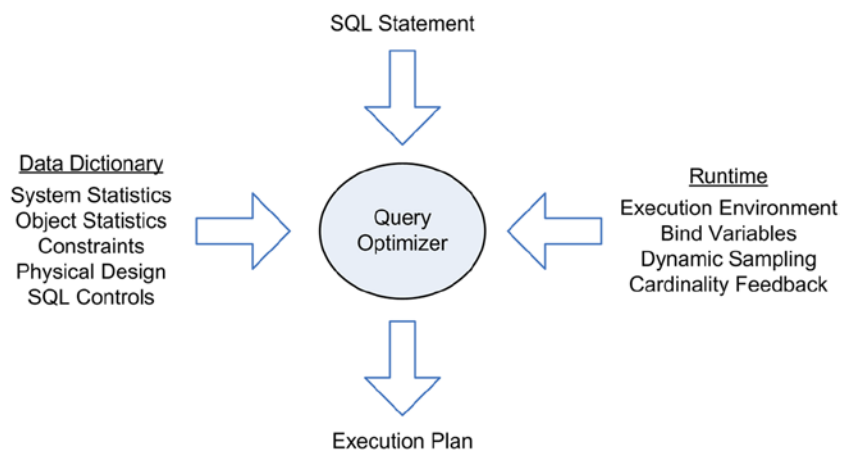 SQL Statement
Data Dictionary
System Statistics
Object Statistics
Constraints
Physical Design
SQL Controls
Query
Optimizer
Runtime
Execution Environment
Bind Variables
Dynamic Sampling
Cardinality Feedback
Execution Plan